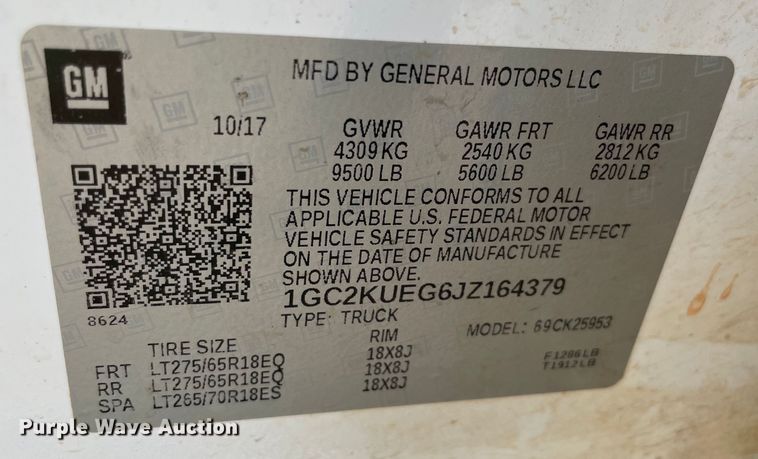 GM
MFD BY GENERAL MOTORS LLC
10/17 GVWR GAWR FRT GAWR RR
4309 KG 2540 KG 2812 KG
9500 LB 5600 LB 6200 LB
THIS VEHICLE CONFORMS TO ALL
APPLICABLE U.S. FEDERAL MOTOR
VEHICLE SAFETY STANDARDS IN EFFECT
ON THE DATE OF MANUFACTURE
SHOWN ABOVE.
1GC2KUEG6JZ164379
8624
TYPE: TRUCK MODEL: 69CK25953
TIRE SIZE RIM
FRT LT275/65R18EQ 18X8J F1286LB
RR LT275/65R18EQ 18X8J T1912LB
SPA LT265/70R18ES 18X8J
Purple Wave Auction